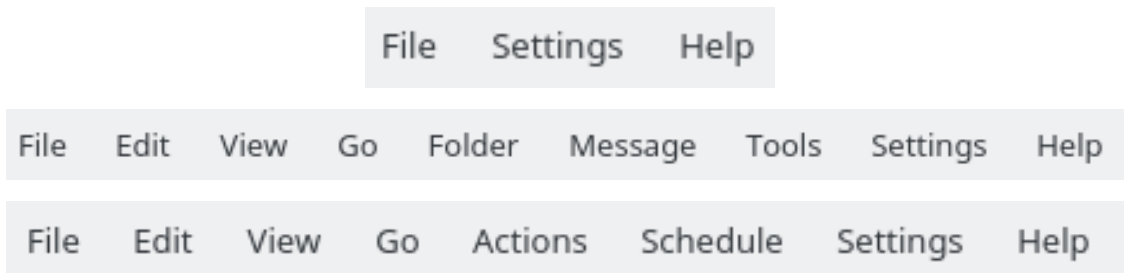 File Settings Help
File Edit View Go Folder Message Tools Settings Help
File Edit View Go Actions Schedule Settings Help